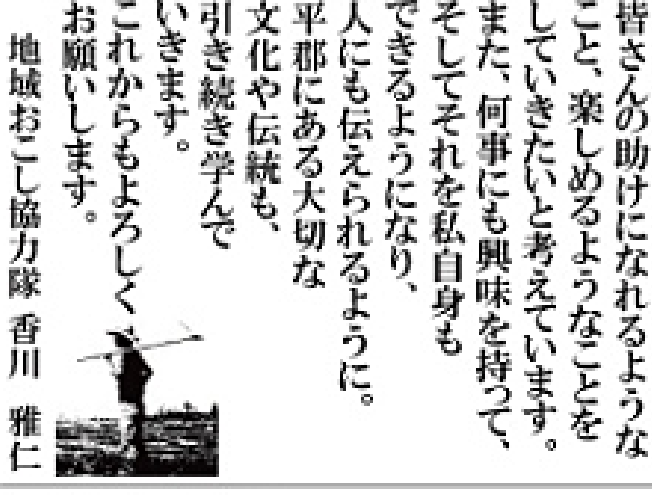 皆さんの助けになれるような
こと、楽しめるようなことを
していきたいと考えています。
また、何事にも興味を持って、
そしてそれを私自身も
できるようになり、
人にも伝えられるように。
平郡にある大切な
文化や伝統も、
引き続き学んで
いきます。
これからもよろしく
お願いします。
地域おこし協力隊 香川 雅仁